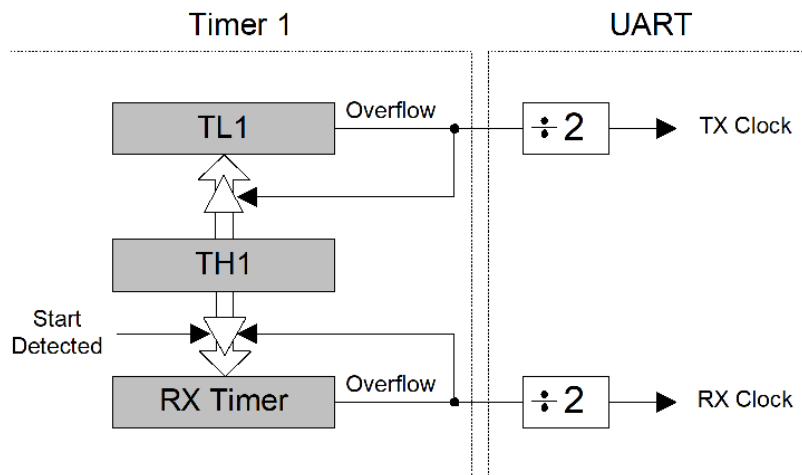 Timer 1
UART
TL1
Overflow
÷ 2
TX Clock
TH1
Start
Detected
RX Timer
Overflow
÷ 2
RX Clock